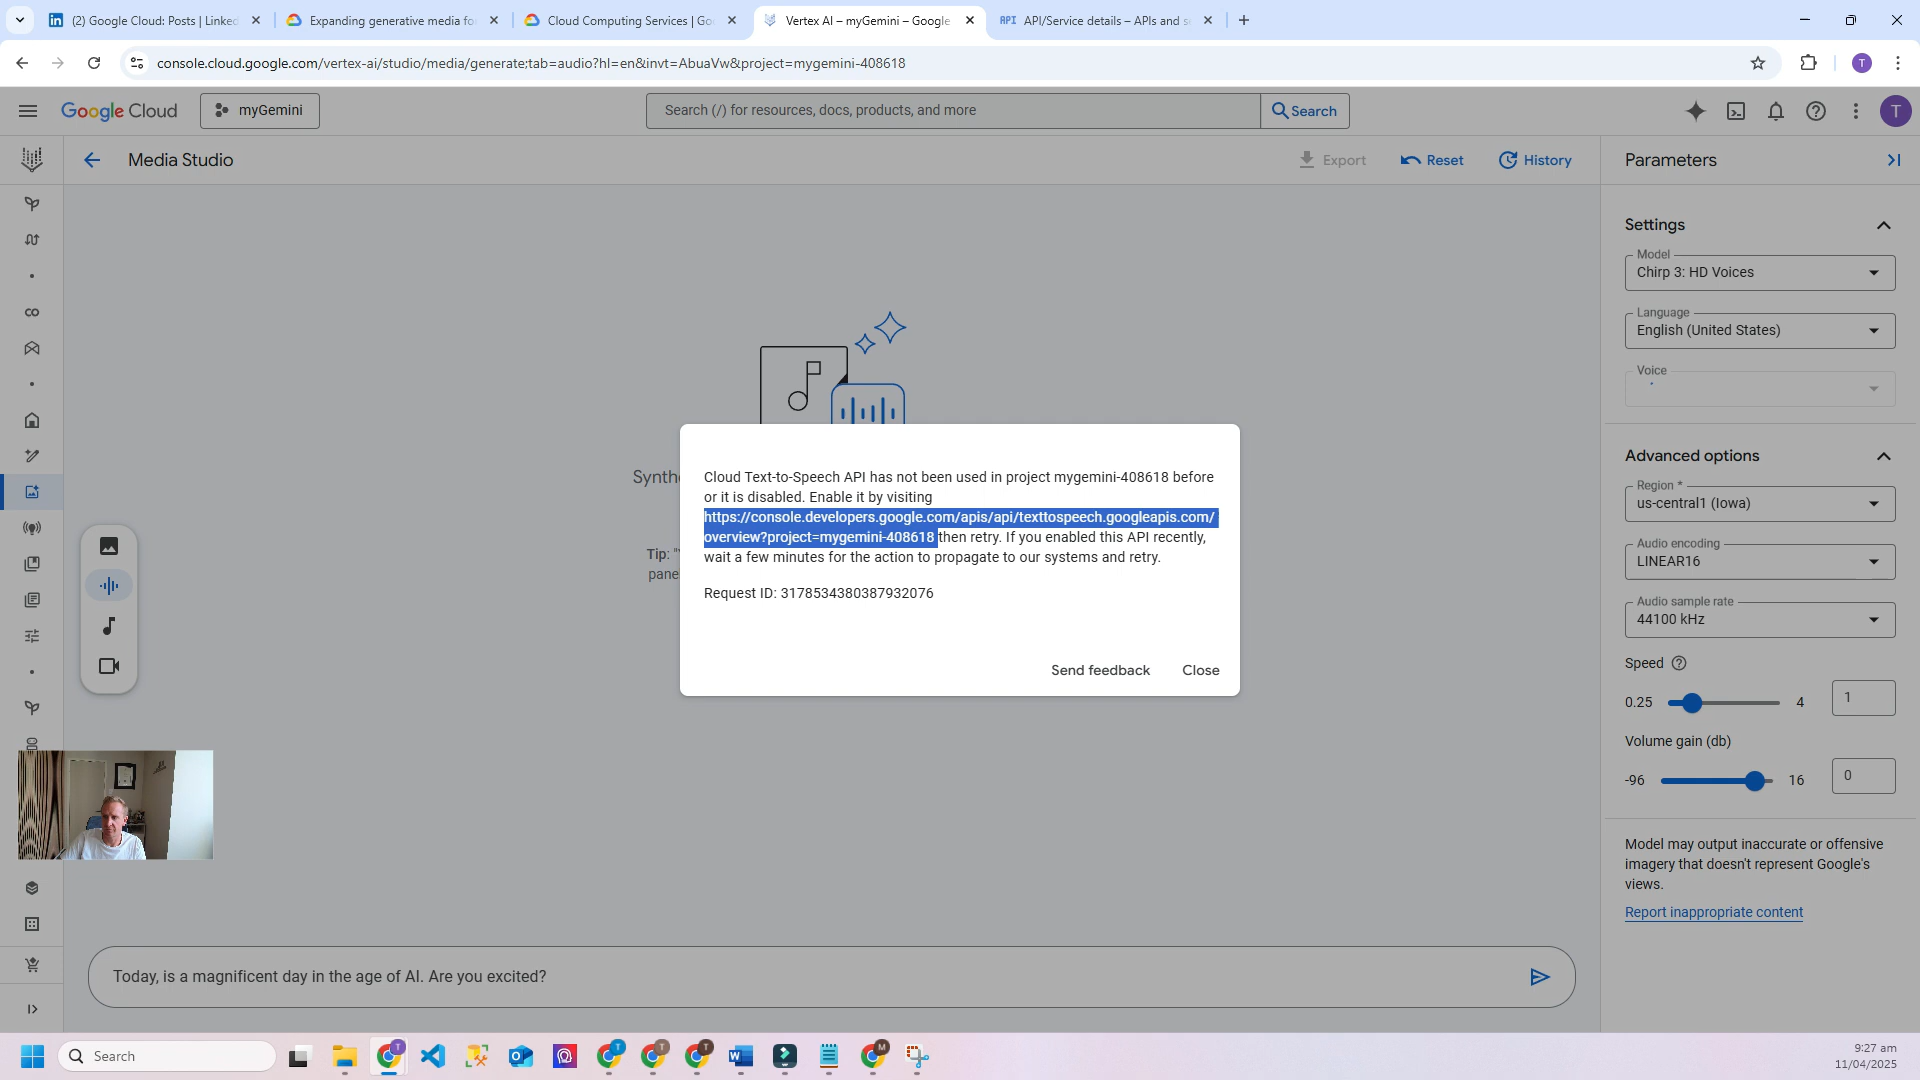 (2) Google Cloud: Posts | Linked
Expanding generative media fo
Cloud Computing Services | Go
Vertex AI – myGemini – Google
API API/Service details – APIs and s
console.cloud.google.com/vertex-ai/studio/media/generate;tab=audio?hl=en&invt=AbuaVw&project=mygemini-408618
T
Google Cloud
myGemini
Search (/) for resources, docs, products, and more
Search
T
Media Studio
Export
Reset
History
Parameters
Settings
Model
Chirp 3: HD Voices
Language
English (United States)
Voice
Synthe
Tip: "
pane
Cloud Text-to-Speech API has not been used in project mygemini-408618 before
or it is disabled. Enable it by visiting
https://console.developers.google.com/apis/api/texttospeech.googleapis.com/
overview?project=mygemini-408618 then retry. If you enabled this API recently,
wait a few minutes for the action to propagate to our systems and retry.
Request ID: 3178534380387932076
Send feedback
Close
Advanced options
Region *
us-central1 (Iowa)
Audio encoding
LINEAR16
Audio sample rate
44100 kHz
Speed
0.25
4
1
Volume gain (db)
-96
16
0
Model may output inaccurate or offensive
imagery that doesn't represent Google's
views.
Report inappropriate content
Today, is a magnificent day in the age of AI. Are you excited?
Search
9:27 am
11/04/2025